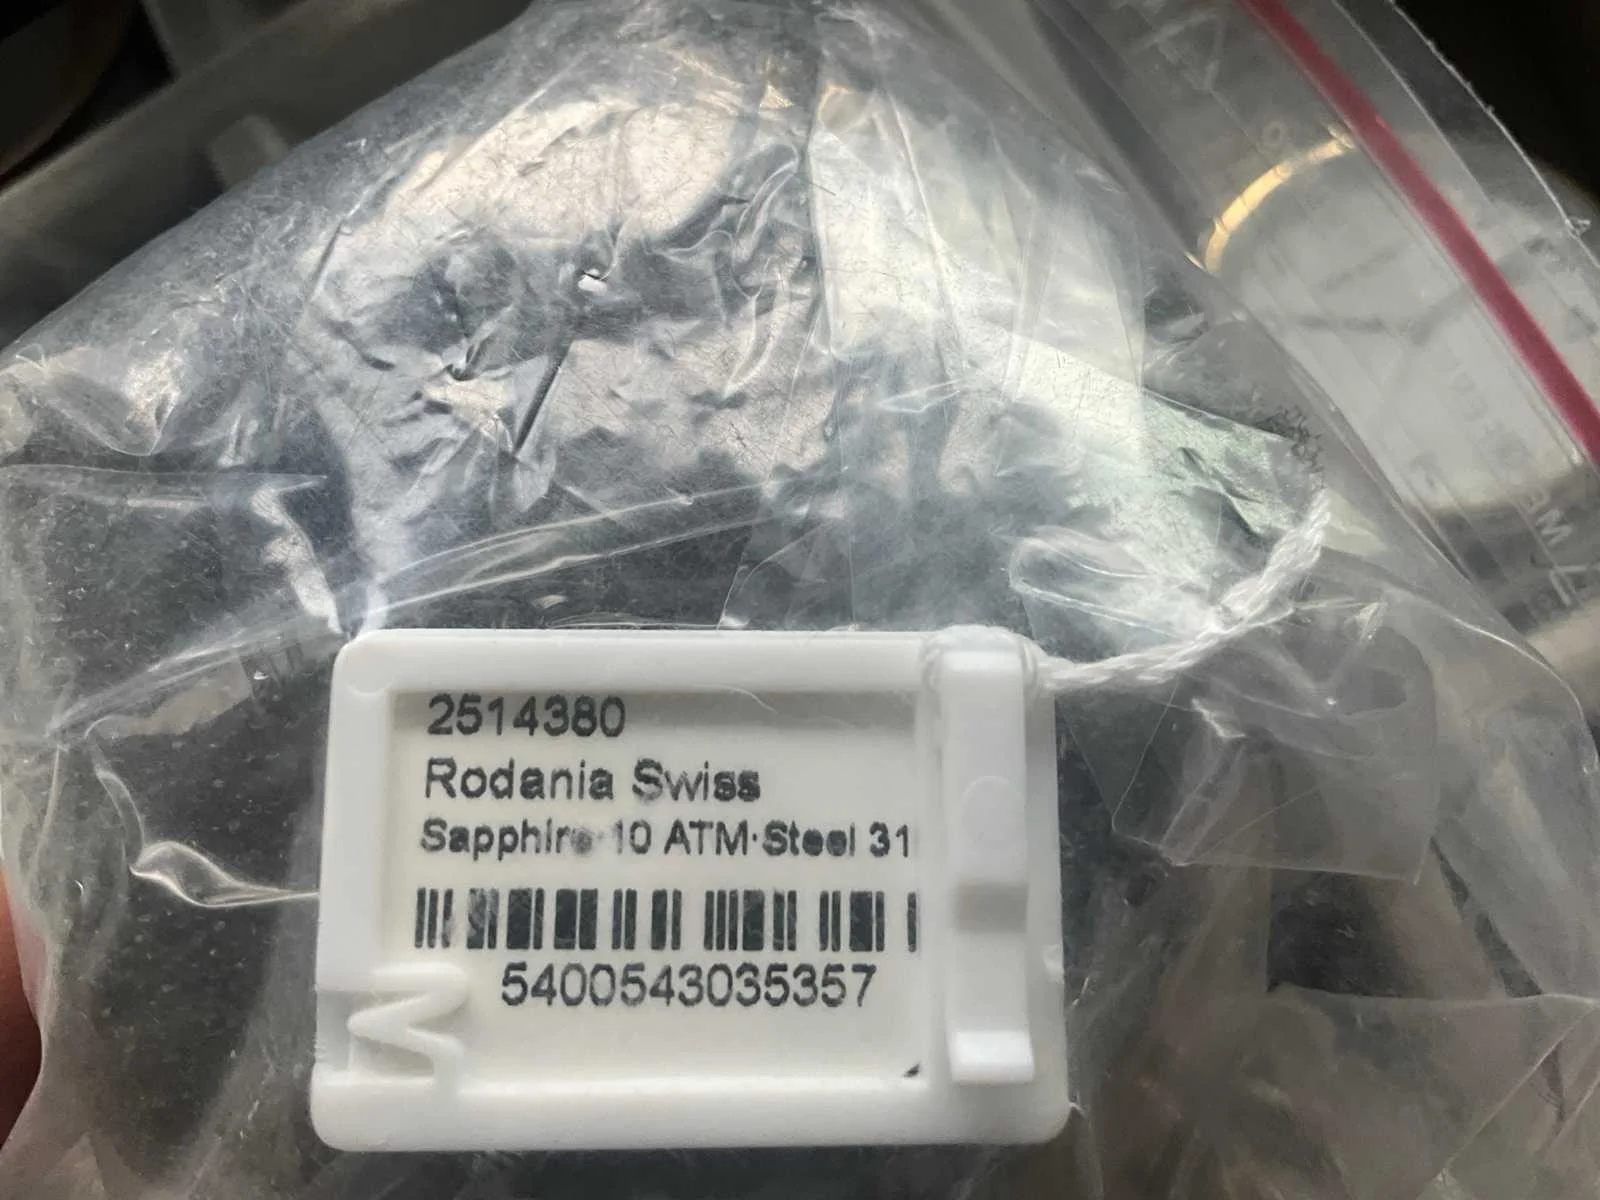 2514380
Rodania Swiss
Sapphire·10 ATM·Steel 31
5400543035357